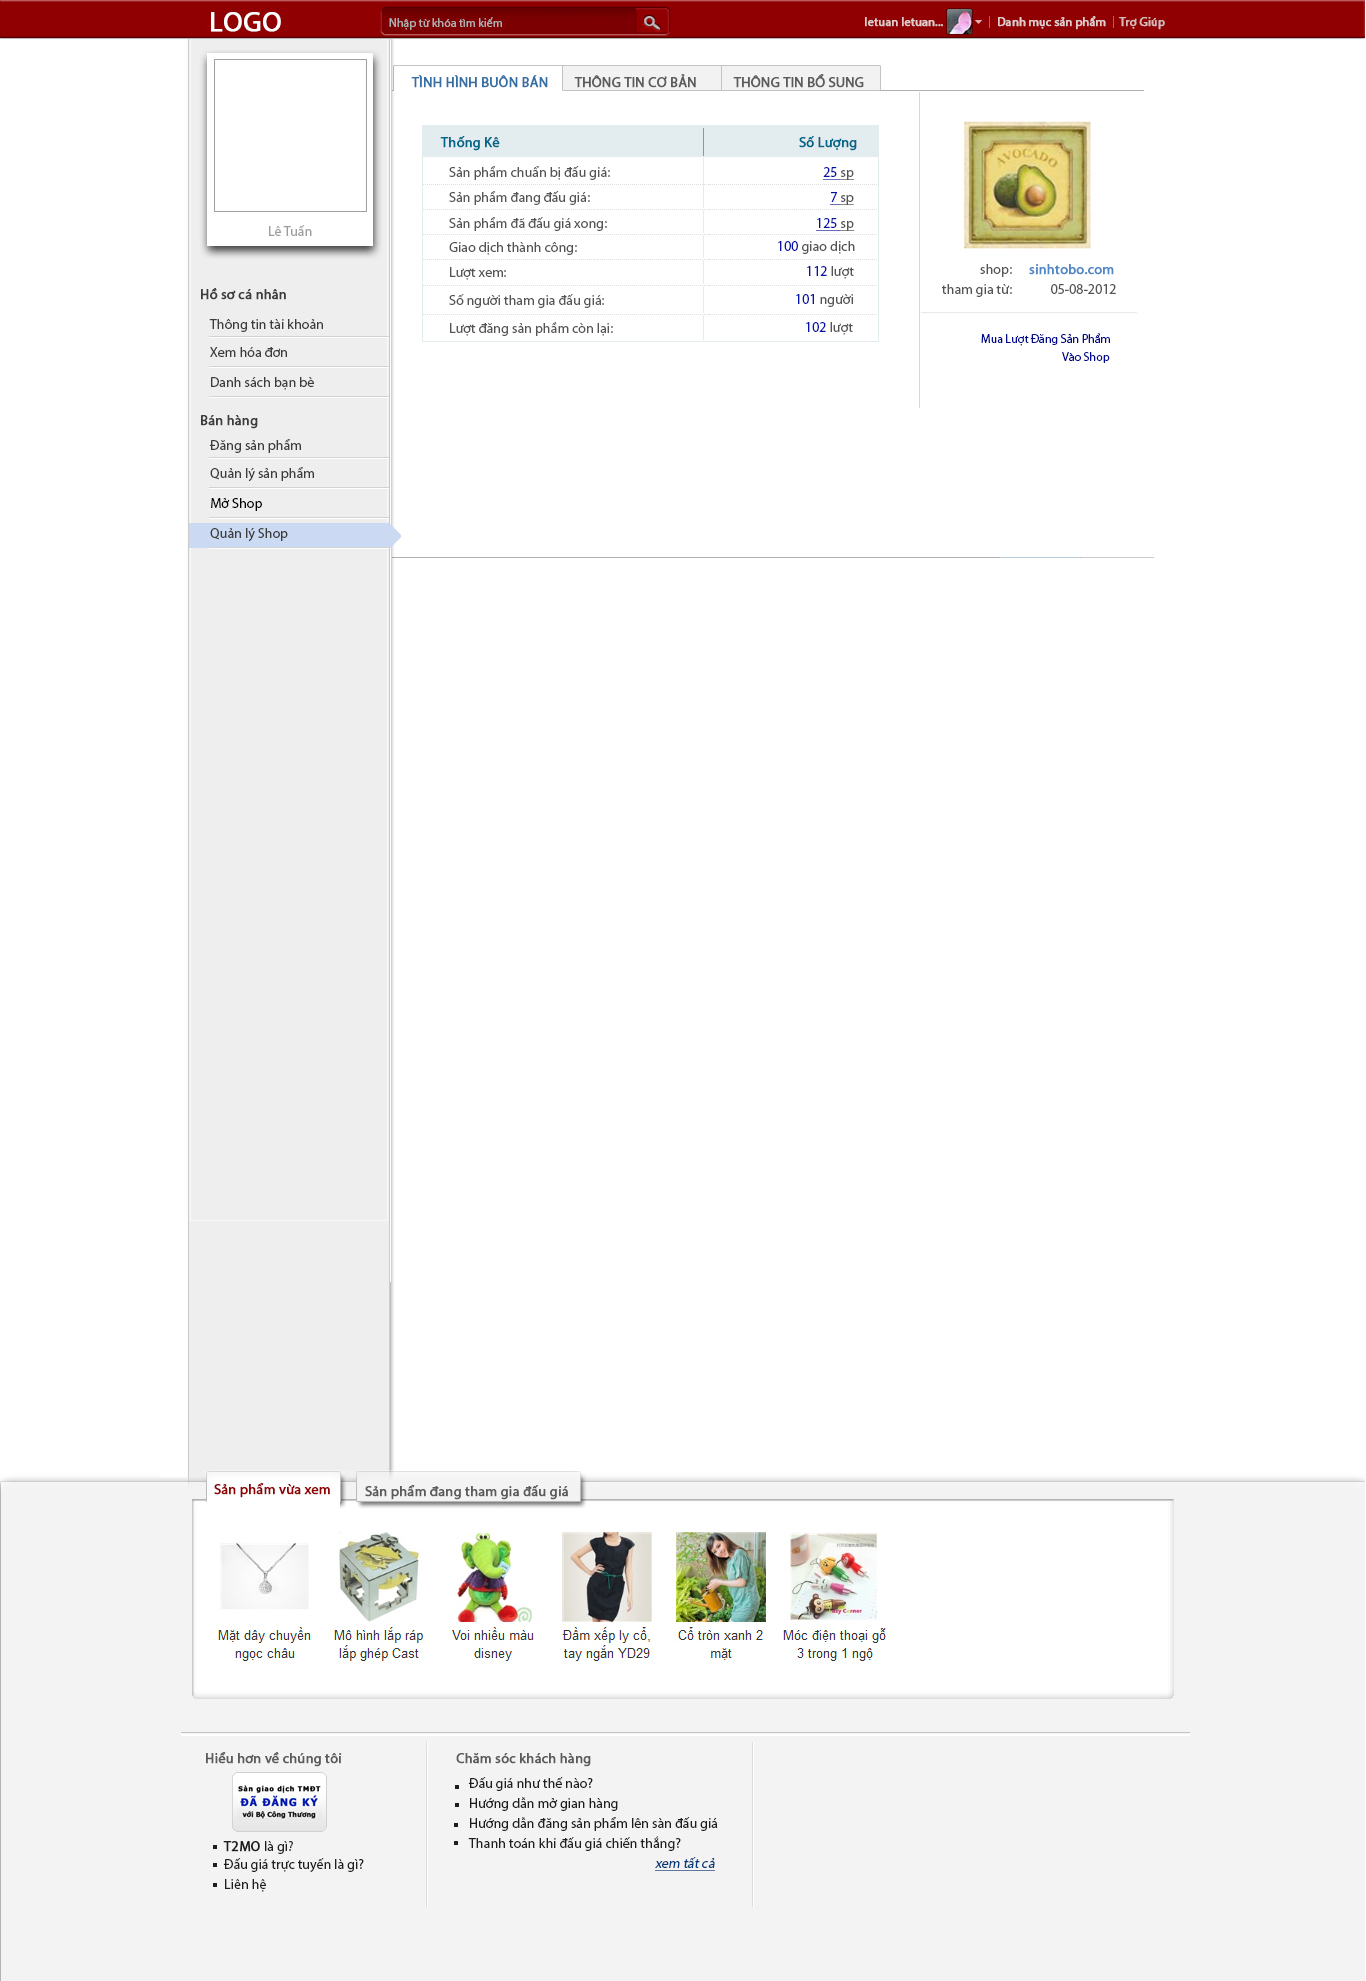 LOGO
Nhập từ khóa tìm kiếm
letuan letuan...
Danh mục sản phẩm
Trợ Giúp
Lê Tuấn
Hồ sơ cá nhân
Thông tin tài khoản
Xem hóa đơn
Danh sách bạn bè
Bán hàng
Đăng sản phẩm
Quản lý sản phẩm
Mở Shop
Quản lý Shop
TÌNH HÌNH BUÔN BÁN
THÔNG TIN CƠ BẢN
THÔNG TIN BỔ SUNG
Thống Kê Số Lượng
Sản phẩm chuẩn bị đấu giá: 25 sp
Sản phẩm đang đấu giá: 7 sp
Sản phẩm đã đấu giá xong: 125 sp
Giao dịch thành công: 100 giao dịch
Lượt xem: 112 lượt
Số người tham gia đấu giá: 101 người
Lượt đăng sản phẩm còn lại: 102 lượt
AVOCADO
shop: sinhtobo.com
tham gia từ: 05-08-2012
Mua Lượt Đăng Sản Phẩm
Vào Shop
Sản phẩm vừa xem
Sản phẩm đang tham gia đấu giá
Mặt dây chuyền
ngọc châu
Mô hình lắp ráp
lắp ghép Cast
Voi nhiều màu
disney
Đầm xếp ly cổ,
tay ngắn YD29
Cổ tròn xanh 2
mặt
Móc điện thoại gỗ
3 trong 1 ngộ
Hiểu hơn về chúng tôi
Sàn giao dịch TMĐT
ĐÃ ĐĂNG KÝ
với Bộ Công Thương
T2MO là gì?
Đấu giá trực tuyến là gì?
Liên hệ
Chăm sóc khách hàng
Đấu giá như thế nào?
Hướng dẫn mở gian hàng
Hướng dẫn đăng sản phẩm lên sàn đấu giá
Thanh toán khi đấu giá chiến thắng?
xem tất cả